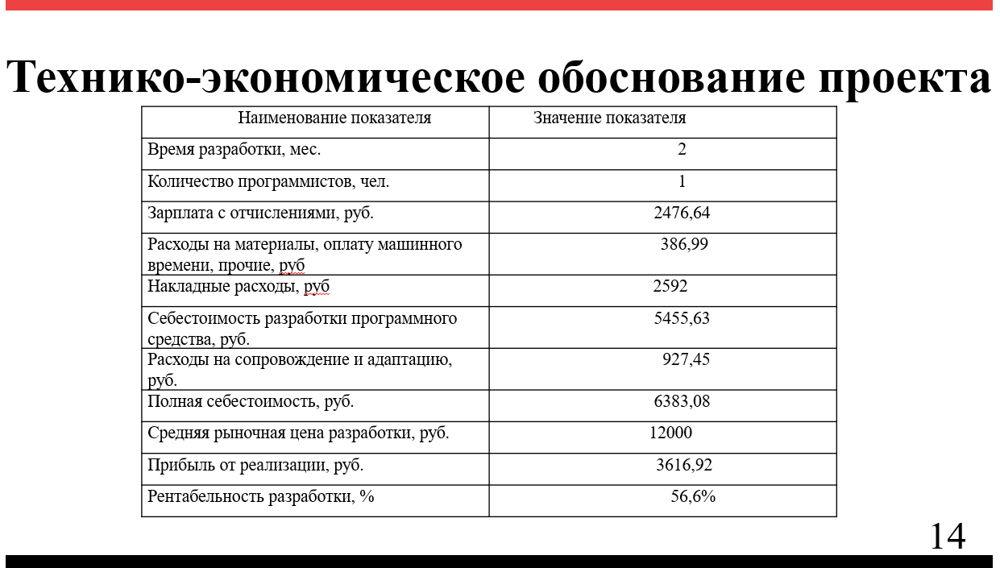 Технико-экономическое обоснование проекта
Наименование показателя Значение показателя
Время разработки, мес. 2
Количество программистов, чел. 1
Зарплата с отчислениями, руб. 2476,64
Расходы на материалы, оплату машинного 386,99
времени, прочие, руб
Накладные расходы, руб 2592
Себестоимость разработки программного 5455,63
средства, руб.
Расходы на сопровождение и адаптацию, 927,45
руб.
Полная себестоимость, руб. 6383,08
Средняя рыночная цена разработки, руб. 12000
Прибыль от реализации, руб. 3616,92
Рентабельность разработки, % 56,6%
14